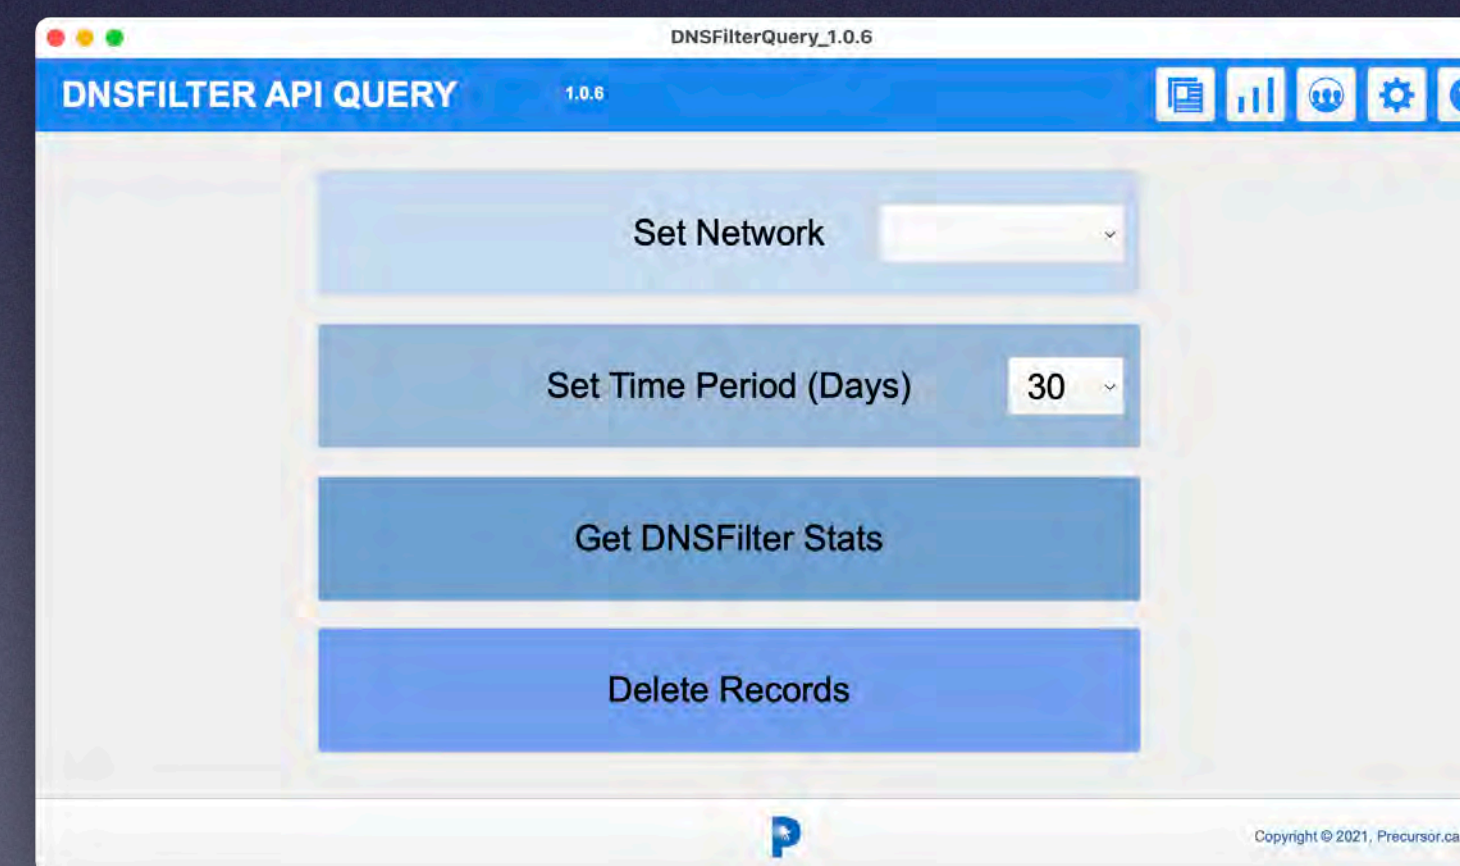 DNSFilterQuery_1.0.6
DNSFILTER API QUERY 1.0.6
Set Network
Set Time Period (Days) 30
Get DNSFilter Stats
Delete Records
P
Copyright © 2021, Precursor.ca